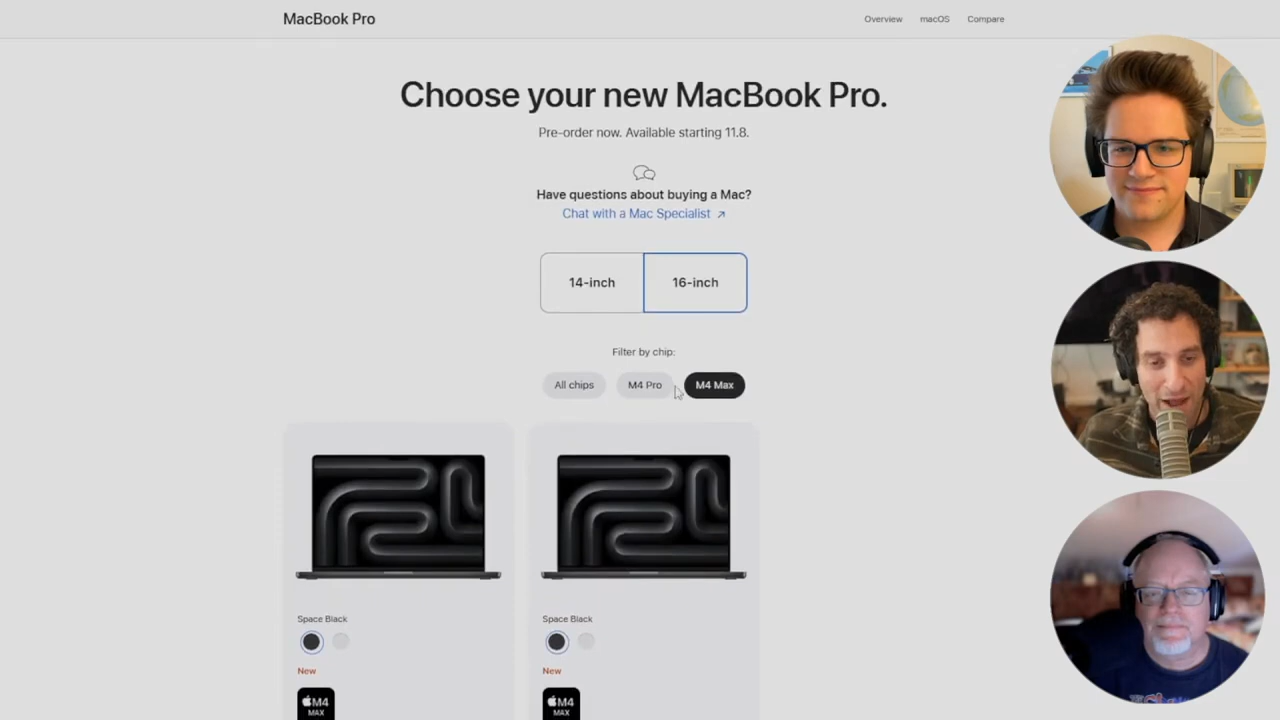 MacBook Pro
Overview macOS Compare
Choose your new MacBook Pro.
Pre-order now. Available starting 11.8.
Have questions about buying a Mac?
Chat with a Mac Specialist ↗
14-inch 16-inch
Filter by chip:
All chips M4 Pro M4 Max
Space Black Space Black
New New
M4 M4
MAX MAX